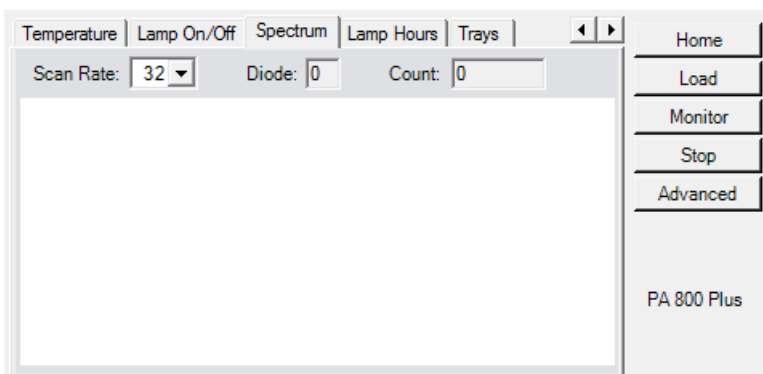 Temperature Lamp On/Off Spectrum Lamp Hours Trays
Scan Rate: 32 Diode: 0 Count: 0
Home
Load
Monitor
Stop
Advanced
PA 800 Plus